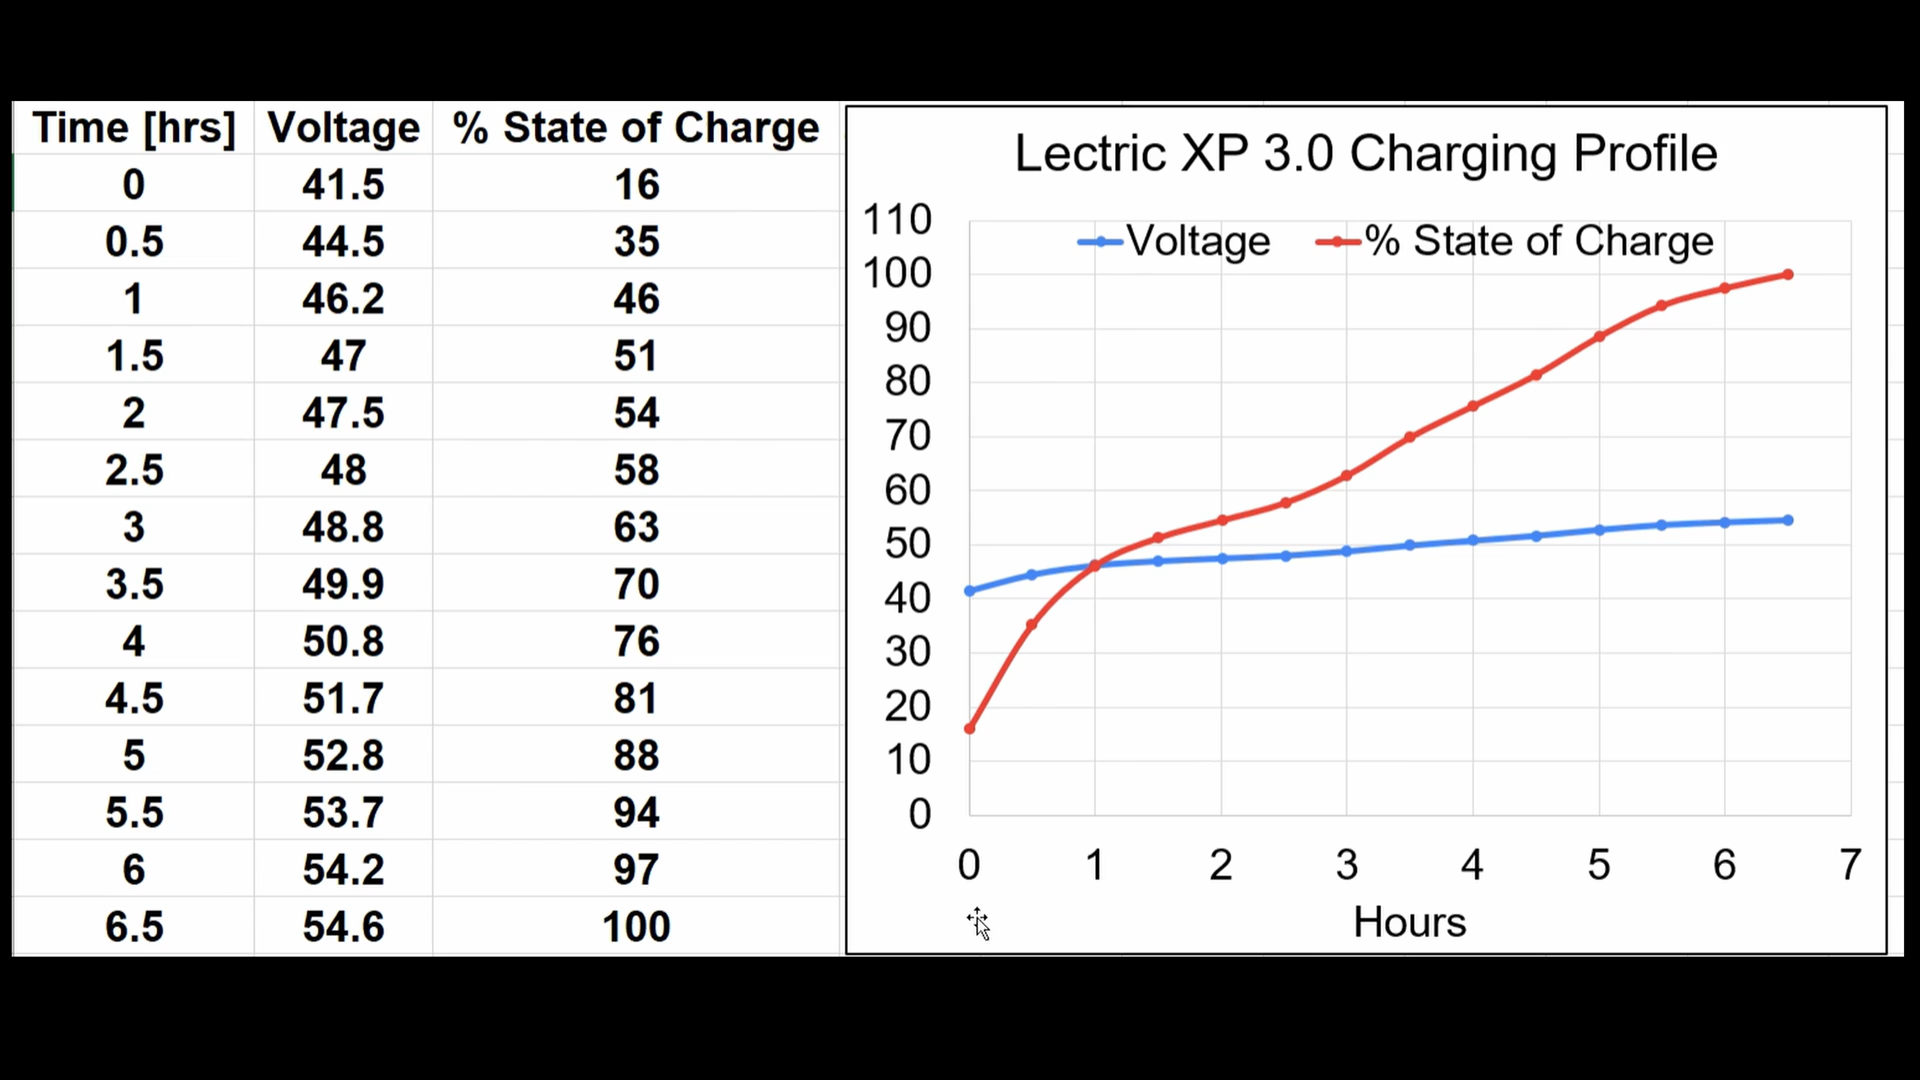 Time [hrs] Voltage % State of Charge
0 41.5 16
0.5 44.5 35
1 46.2 46
1.5 47 51
2 47.5 54
2.5 48 58
3 48.8 63
3.5 49.9 70
4 50.8 76
4.5 51.7 81
5 52.8 88
5.5 53.7 94
6 54.2 97
6.5 54.6 100
Lectric XP 3.0 Charging Profile
Voltage % State of Charge
110
100
90
80
70
60
50
40
30
20
10
0
0 1 2 3 4 5 6 7
Hours